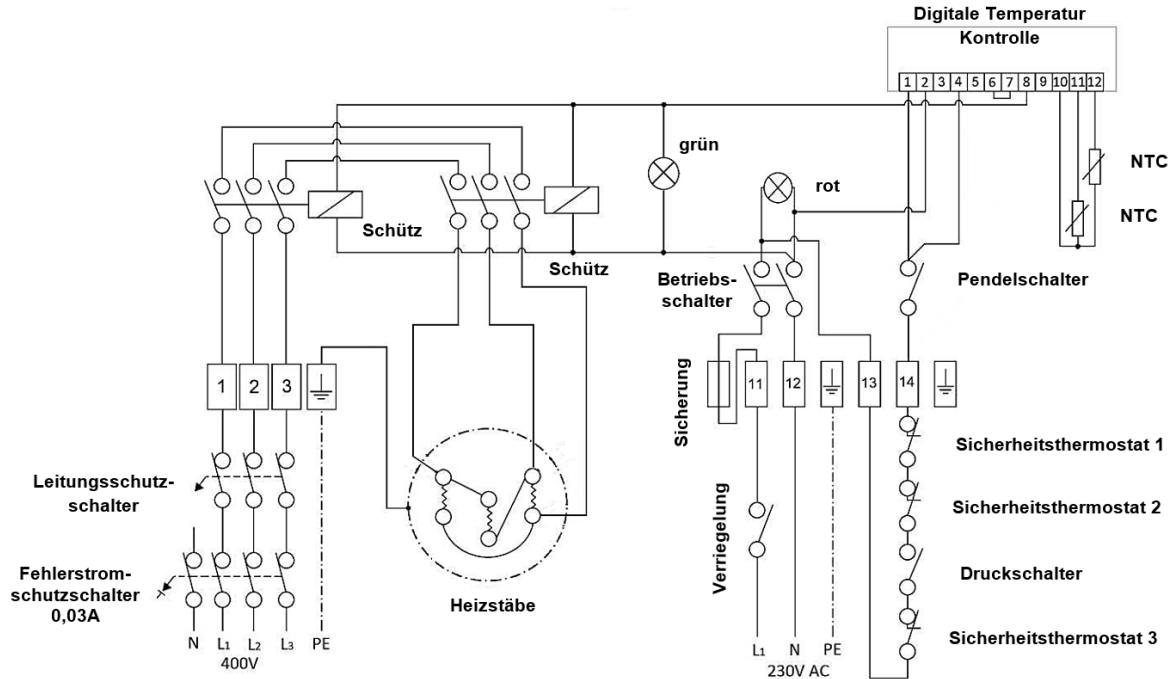 Digitale Temperatur
Kontrolle
1 2 3 4 5 6 7 8 9 10 11 12
grün
rot
NTC
NTC
Schütz
Schütz
Betriebs-
schalter
Pendelschalter
1 2 3
Sicherung
11 12 13 14
Sicherheitsthermostat 1
Leitungsschutz-
schalter
Verriegelung
Sicherheitsthermostat 2
Fehlerstrom-
schutzschalter
0,03A
Heizstäbe
Druckschalter
Sicherheitsthermostat 3
N L1 L2 L3 PE
400V
L1 N PE
230V AC